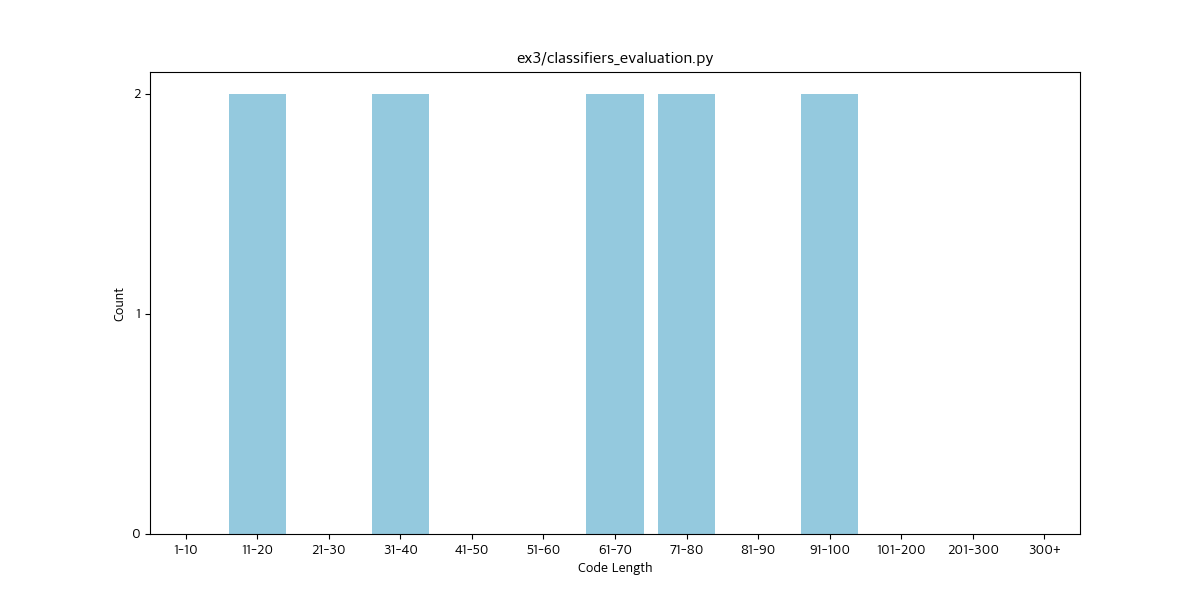 ex3/classifiers_evaluation.py
2
1
0
Count
1-10 11-20 21-30 31-40 41-50 51-60 61-70 71-80 81-90 91-100 101-200 201-300 300+
Code Length